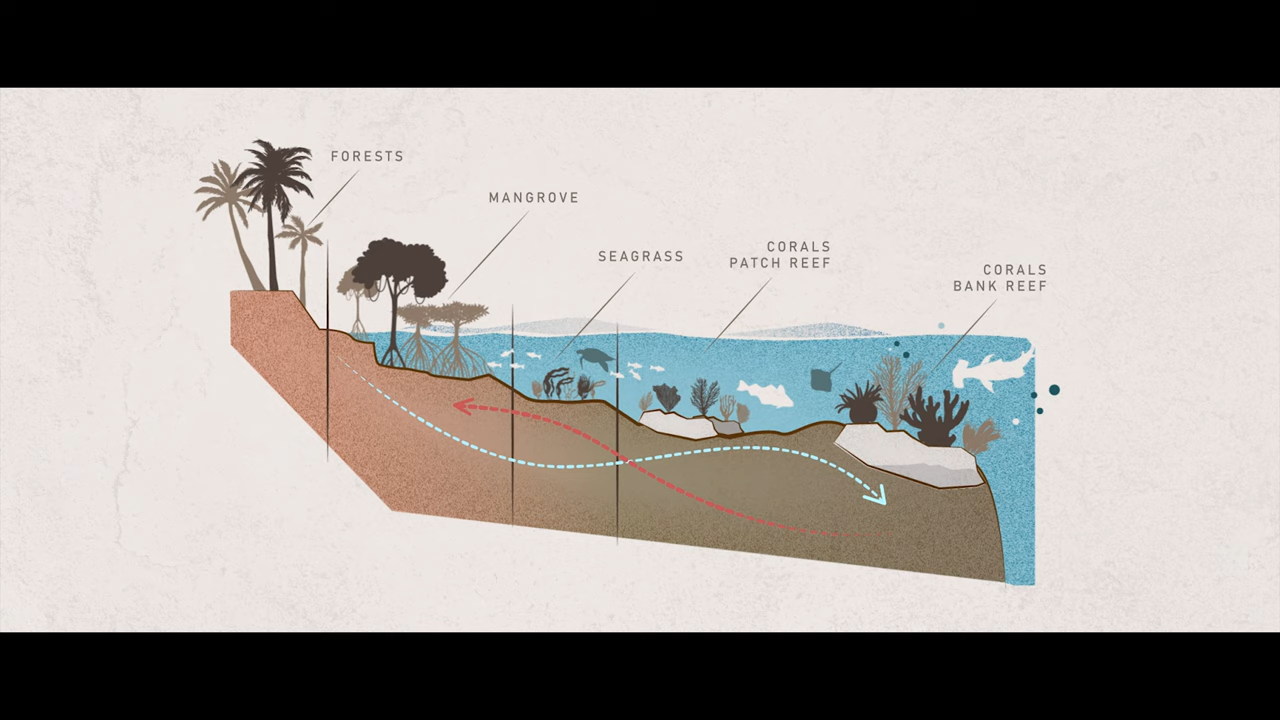 FORESTS
MANGROVE
SEAGRASS
CORALS
PATCH REEF
CORALS
BANK REEF